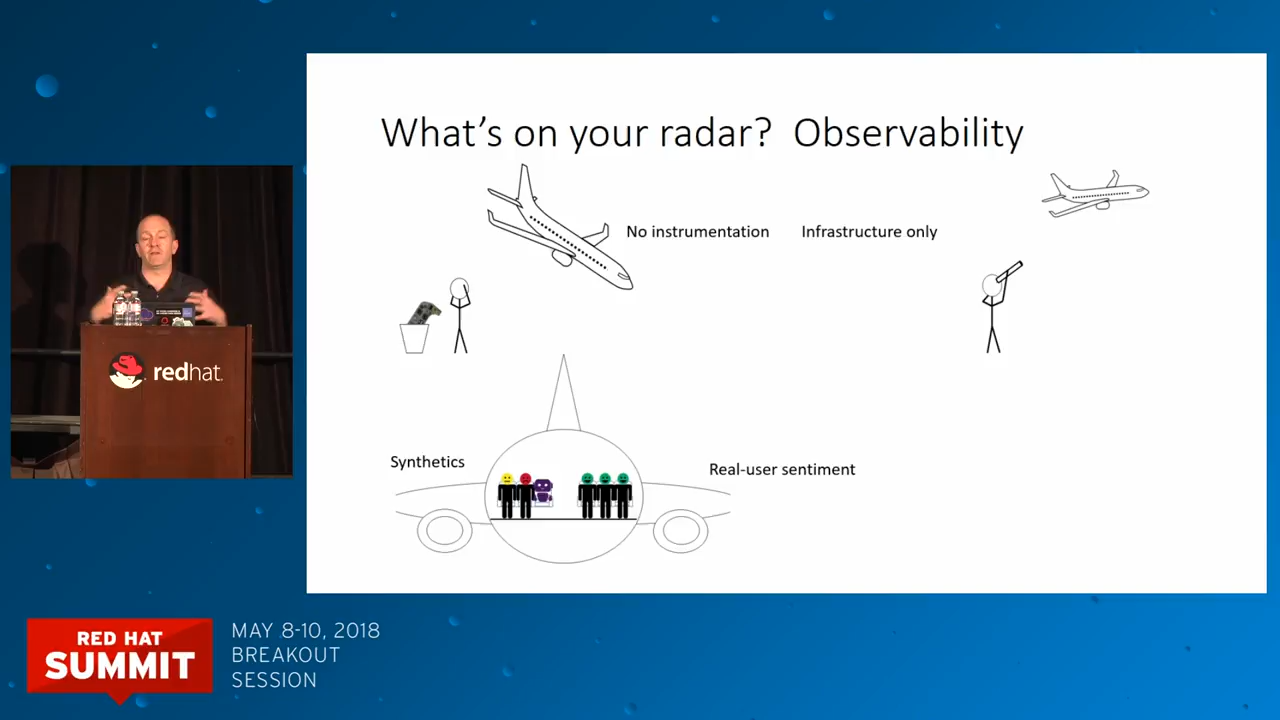 What's on your radar? Observability
No instrumentation
Infrastructure only
Synthetics
Real-user sentiment
redhat.
RED HAT
SUMMIT
MAY 8-10, 2018
BREAKOUT
SESSION